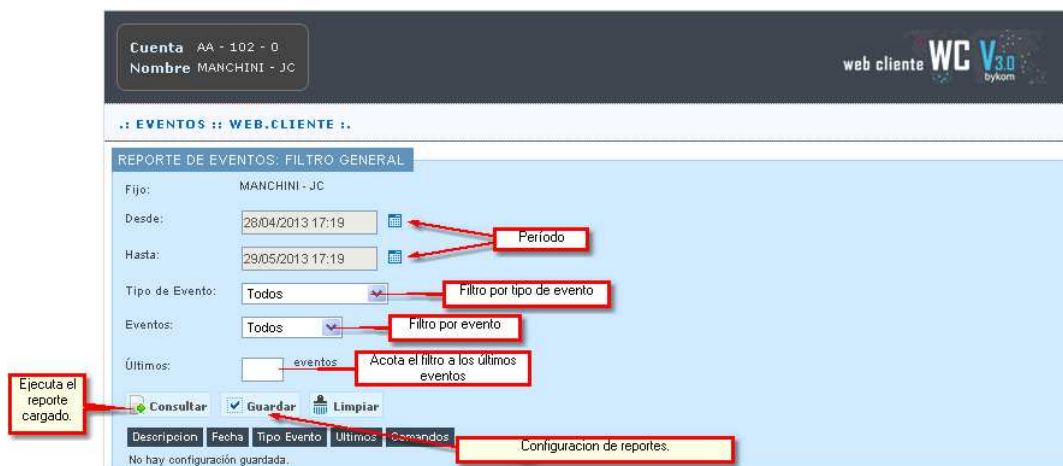 Cuenta AA - 102 - 0
Nombre MANCHINI - JC
web cliente WC V3.0
bykom
.: EVENTOS :: WEB.CLIENTE :.
REPORTE DE EVENTOS: FILTRO GENERAL
Fijo: MANCHINI - JC
Desde: 28/04/2013 17:19
Período
Hasta: 29/05/2013 17:19
Tipo de Evento: Todos Filtro por tipo de evento
Eventos: Todos Filtro por evento
Últimos: eventos Acota el filtro a los últimos
eventos
Ejecuta el
reporte
cargado.
Consultar Guardar Limpiar
Descripcion Fecha Tipo Evento Ultimos Comandos
Configuracion de reportes.
No hay configuración guardada.